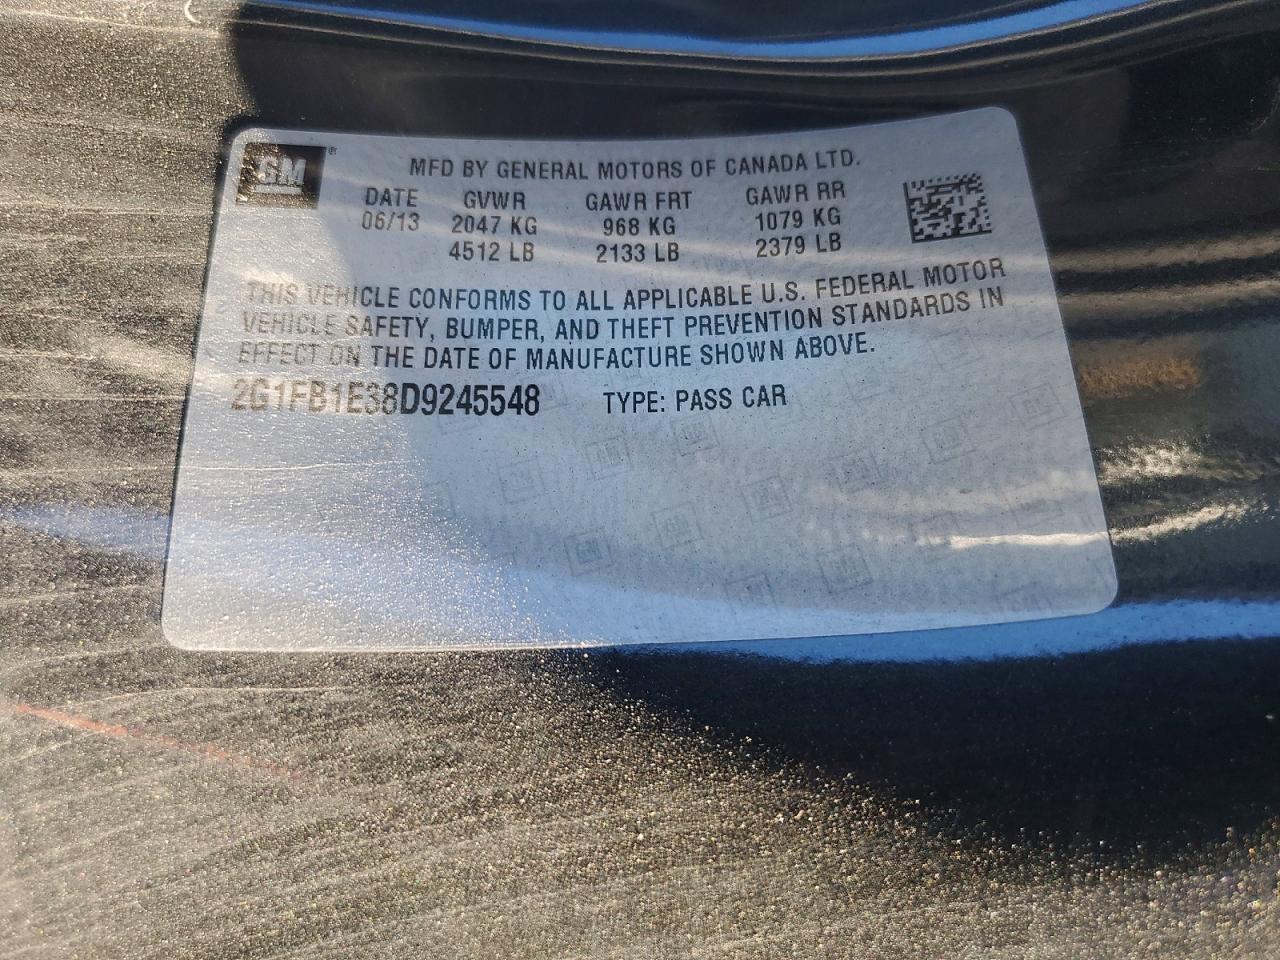 GM®
MFD BY GENERAL MOTORS OF CANADA LTD.
DATE GVWR GAWR FRT GAWR RR
06/13 2047 KG 968 KG 1079 KG
4512 LB 2133 LB 2379 LB
THIS VEHICLE CONFORMS TO ALL APPLICABLE U.S. FEDERAL MOTOR
VEHICLE SAFETY, BUMPER, AND THEFT PREVENTION STANDARDS IN
EFFECT ON THE DATE OF MANUFACTURE SHOWN ABOVE.
2G1FB1E38D9245548 TYPE: PASS CAR